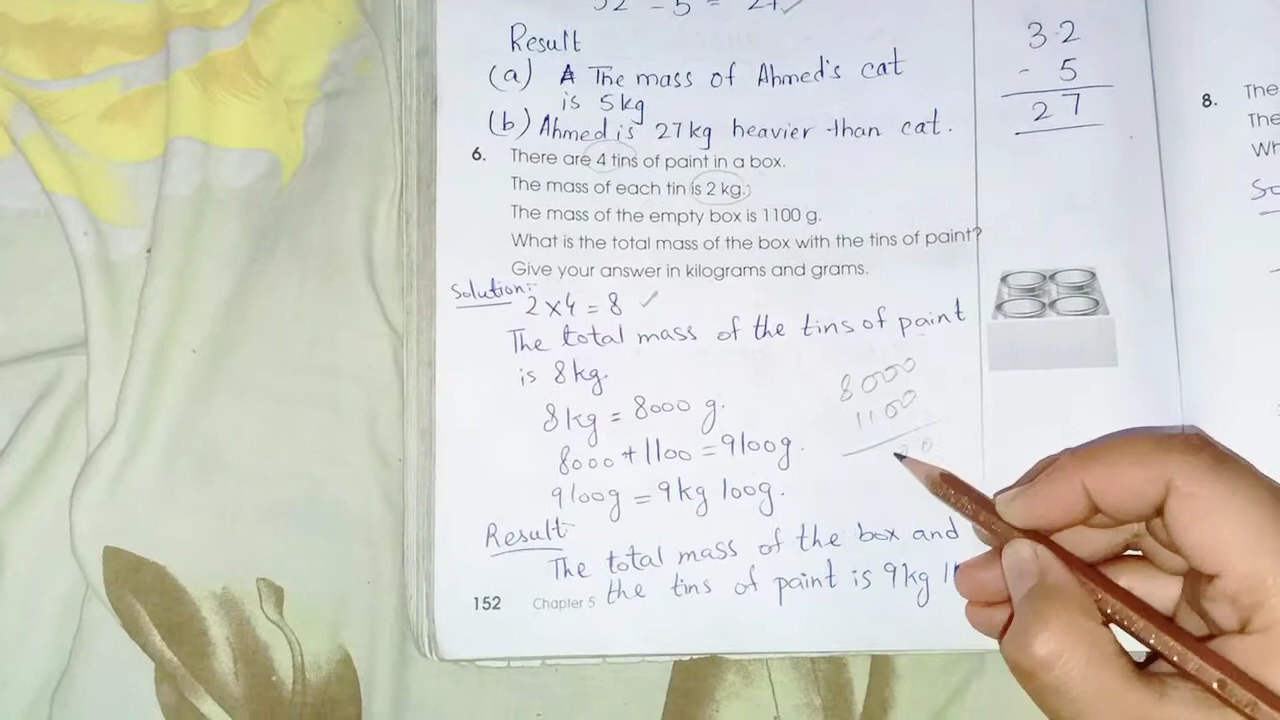 Result
(a) A The mass of Ahmed's cat
is 5kg
(b) Ahmed is 27kg heavier than cat.
32
- 5
27
6. There are 4 tins of paint in a box.
The mass of each tin is 2 kg.
The mass of the empty box is 1100 g.
What is the total mass of the box with the tins of paint?
Give your answer in kilograms and grams.
Solution:
2 x 4 = 8 ✓
The total mass of the tins of paint
is 8kg.
8kg = 8000 g.
8000 + 1100 = 9100g.
9100g = 9kg 100g.
8000
1100
00
Result
The total mass of the box and
the tins of paint is 9kg
152 Chapter 5
8. The
The